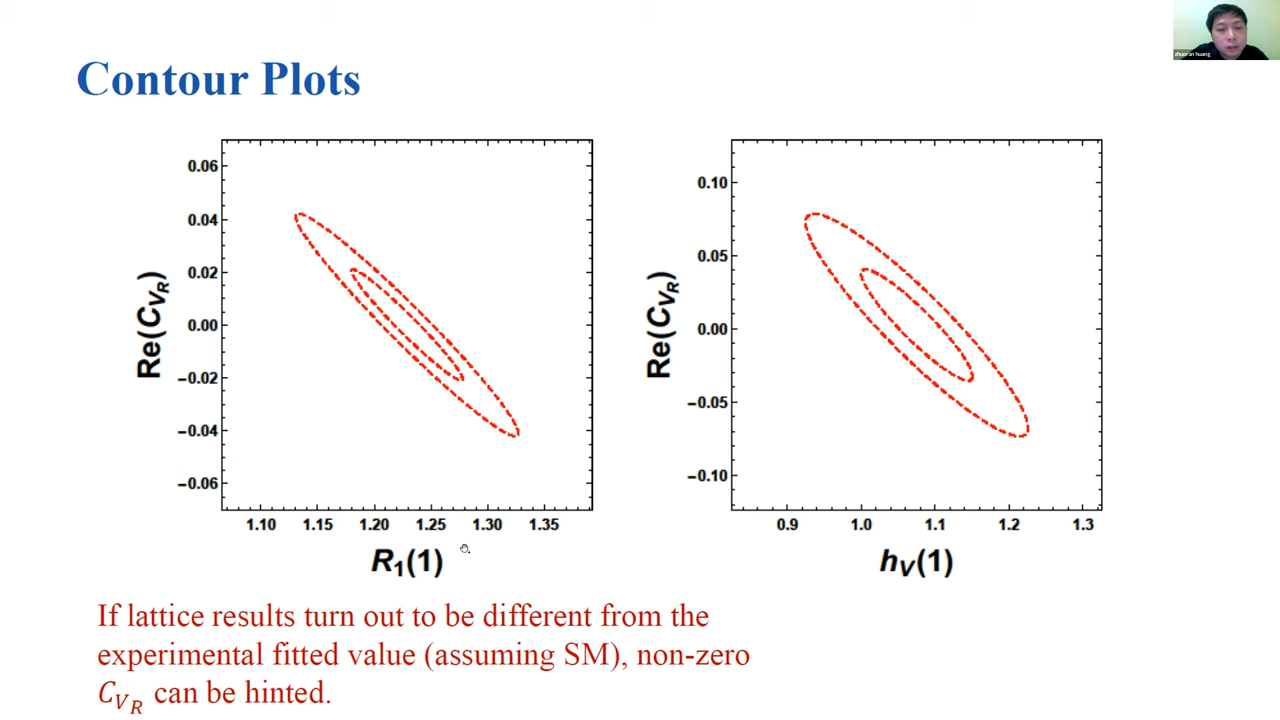 zhuoran huang
Contour Plots
0.06
0.04
0.02
0.00
−0.02
−0.04
−0.06
Re(C_{V_R})
1.10 1.15 1.20 1.25 1.30 1.35
R₁(1)
0.10
0.05
0.00
−0.05
−0.10
Re(C_{V_R})
0.9 1.0 1.1 1.2 1.3
h_V(1)
If lattice results turn out to be different from the
experimental fitted value (assuming SM), non-zero
C_{V_R} can be hinted.